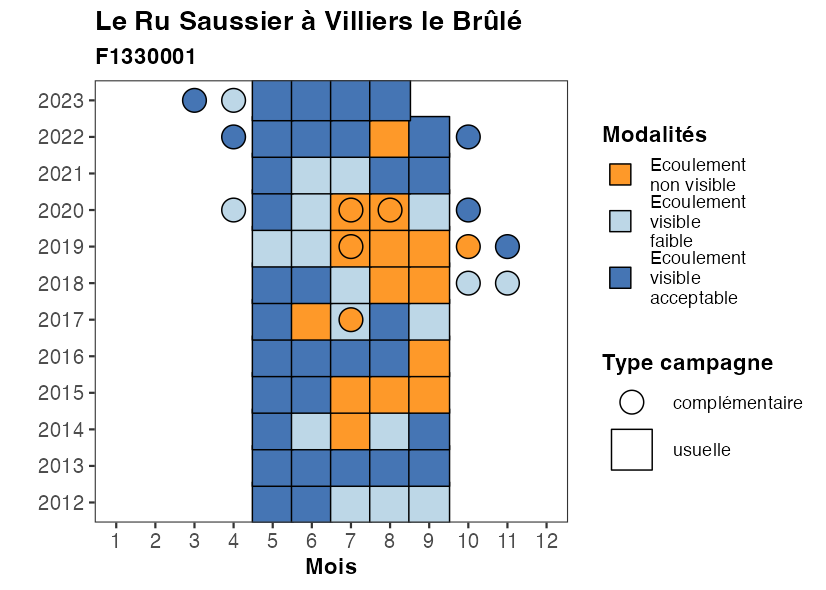 Le Ru Saussier à Villiers le Brûlé
F1330001
2023
2022
2021
2020
2019
2018
2017
2016
2015
2014
2013
2012
1 2 3 4 5 6 7 8 9 10 11 12
Mois
Modalités
Ecoulement
non visible
Ecoulement
visible
faible
Ecoulement
visible
acceptable
Type campagne
complémentaire
usuelle